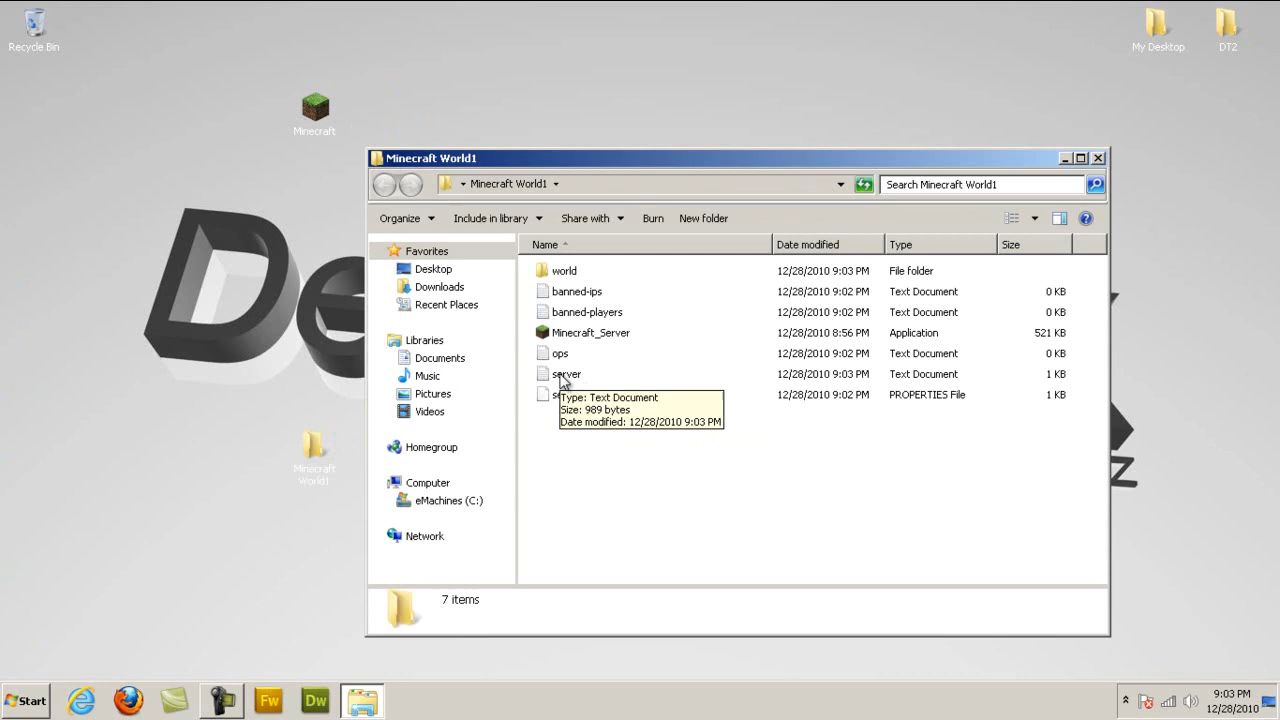 Recycle Bin
My Desktop
DT2
Minecraft
De
Minecraft World1
Minecraft World1
Search Minecraft World1
Organize Include in library Share with Burn New folder
Name Date modified Type Size
Favorites
Desktop
Downloads
Recent Places
Libraries
Documents
Music
Pictures
Videos
Homegroup
Computer
eMachines (C:)
Network
world 12/28/2010 9:03 PM File folder
banned-ips 12/28/2010 9:02 PM Text Document 0 KB
banned-players 12/28/2010 9:02 PM Text Document 0 KB
Minecraft_Server 12/28/2010 8:56 PM Application 521 KB
ops 12/28/2010 9:02 PM Text Document 0 KB
server 12/28/2010 9:03 PM Text Document 1 KB
12/28/2010 9:02 PM PROPERTIES File 1 KB
Type: Text Document
Size: 989 bytes
Date modified: 12/28/2010 9:03 PM
Minecraft
World1
7 items
Start
Fw
Dw
9:03 PM
12/28/2010